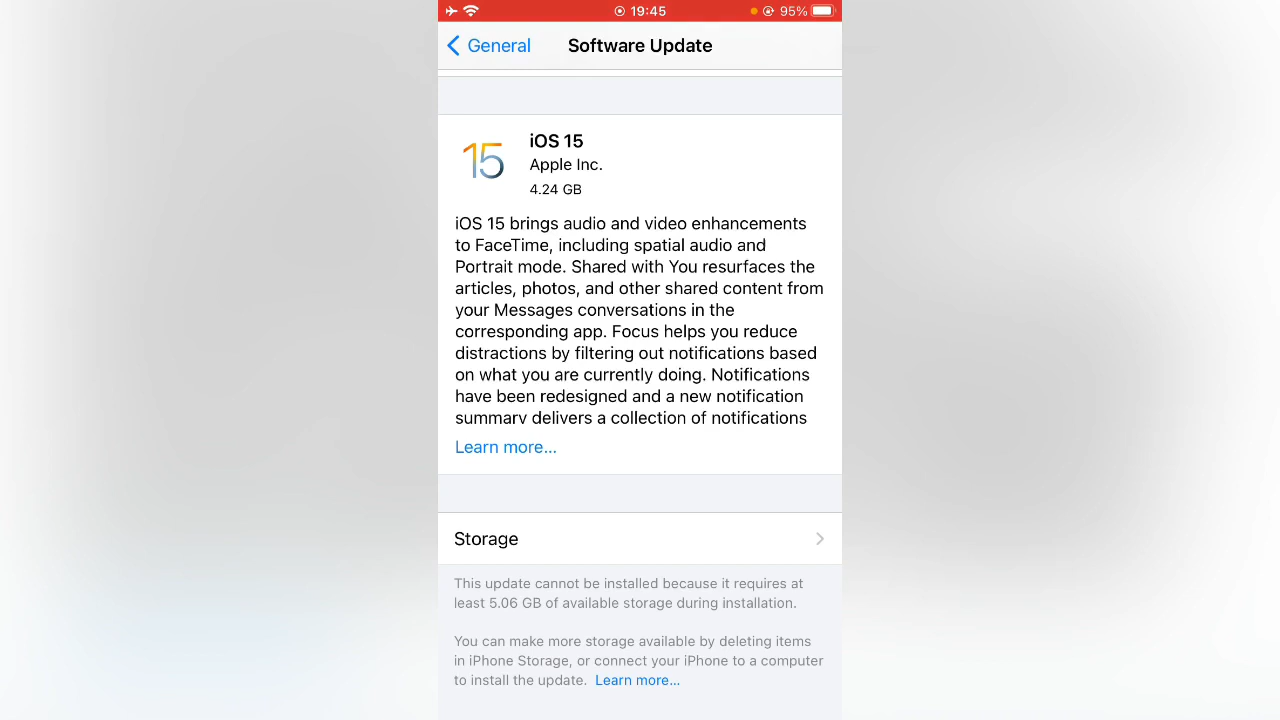 19:45
95%
General
Software Update
15
iOS 15
Apple Inc.
4.24 GB
iOS 15 brings audio and video enhancements
to FaceTime, including spatial audio and
Portrait mode. Shared with You resurfaces the
articles, photos, and other shared content from
your Messages conversations in the
corresponding app. Focus helps you reduce
distractions by filtering out notifications based
on what you are currently doing. Notifications
have been redesigned and a new notification
summary delivers a collection of notifications
Learn more...
Storage
This update cannot be installed because it requires at
least 5.06 GB of available storage during installation.
You can make more storage available by deleting items
in iPhone Storage, or connect your iPhone to a computer
to install the update. Learn more...